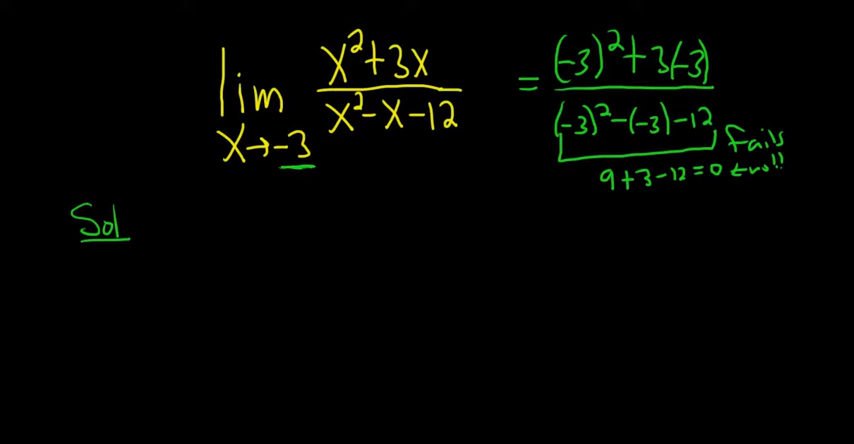 lim x→-3 (x² + 3x)/(x² - x - 12) = ((-3)² + 3(-3))/((-3)² - (-3) - 12) fails
9 + 3 - 12 = 0 ← no!!
Sol